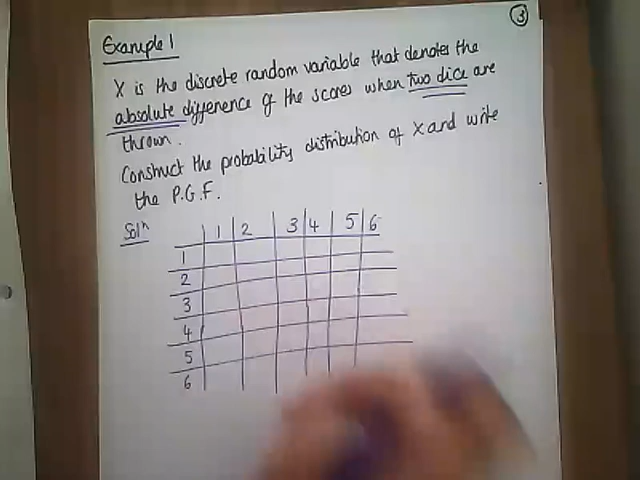 3
Example 1
X is the discrete random variable that denotes the
absolute difference of the scores when two dice are
thrown.
Construct the probability distribution of X and write
the P.G.F.
Solⁿ
1 2 3 4 5 6
1
2
3
4
5
6